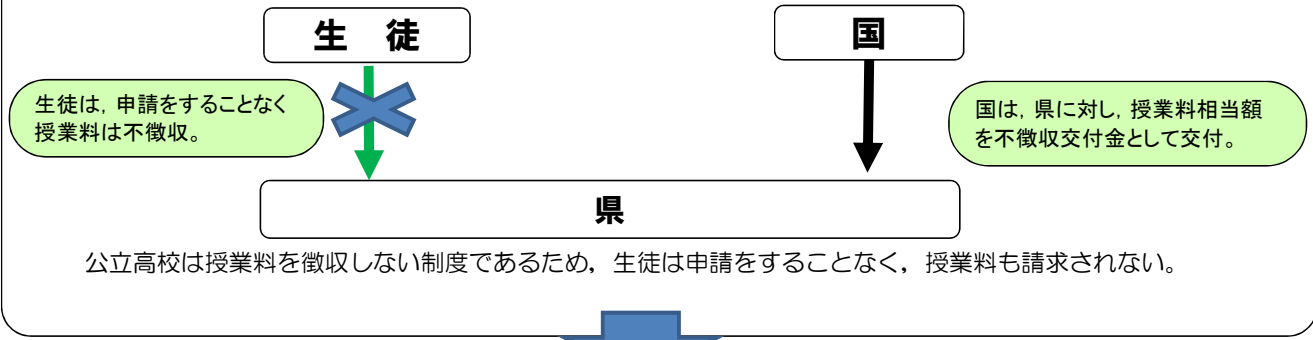 生　徒
国
生徒は，申請をすることなく
授業料は不徴収。
国は，県に対し，授業料相当額
を不徴収交付金として交付。
県
公立高校は授業料を徴収しない制度であるため，生徒は申請をすることなく，授業料も請求されない。